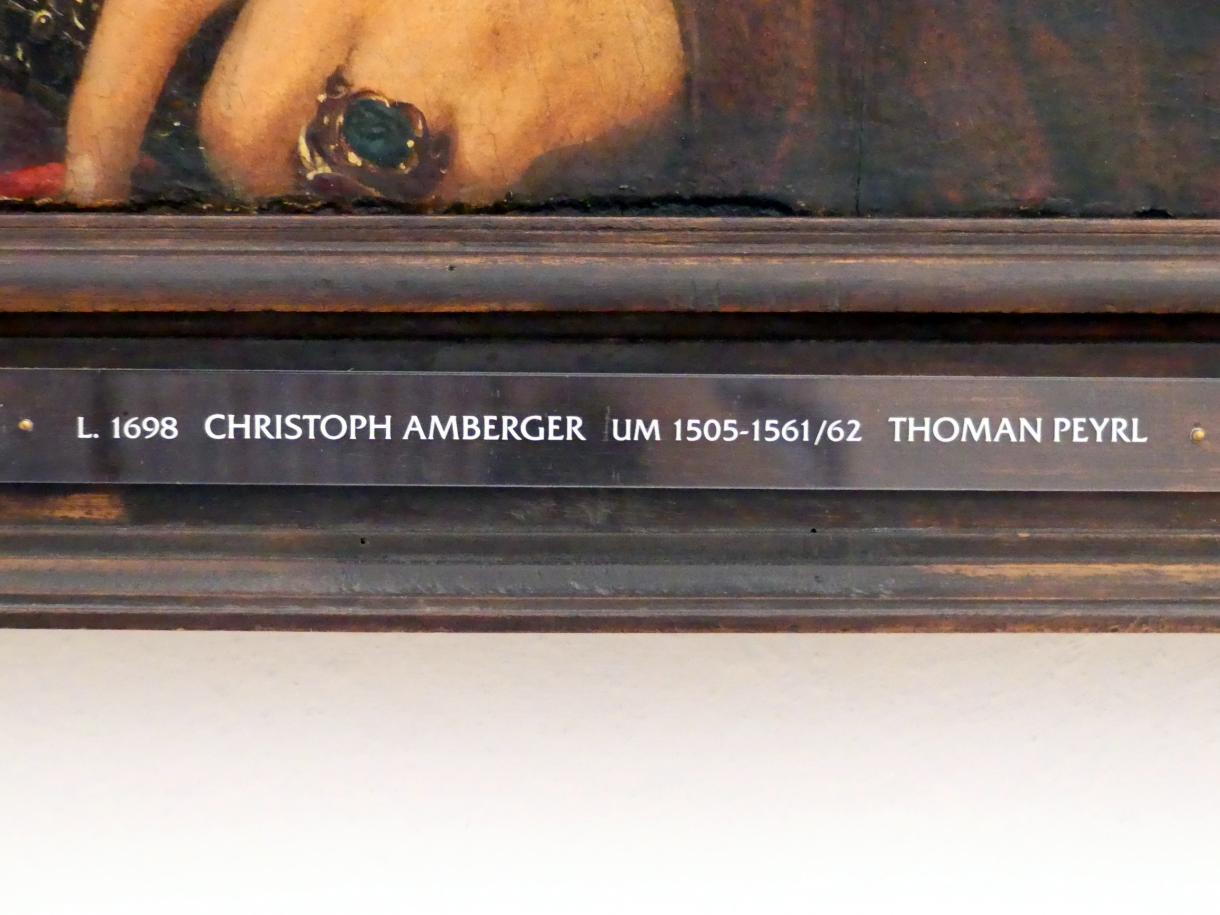 L. 1698 CHRISTOPH AMBERGER UM 1505-1561/62 THOMAN PEYRL